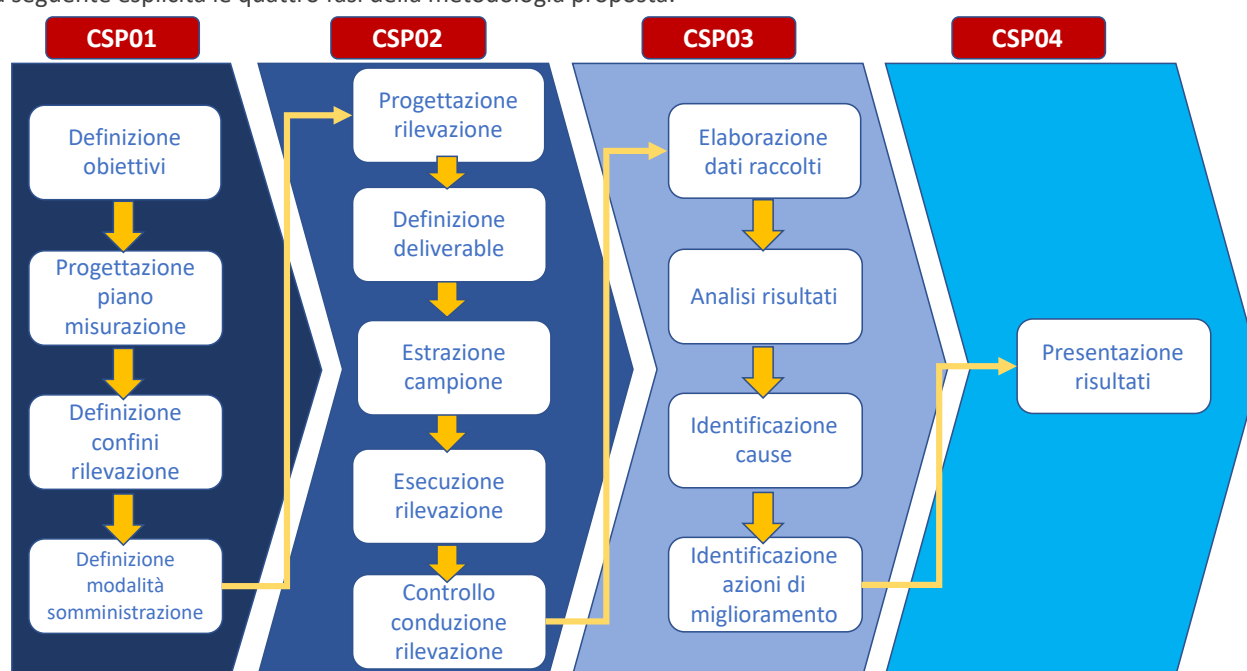 a seguente esplicita le quattro fasi della metodologia proposta:
CSP01
CSP02
CSP03
CSP04
Definizione
obiettivi
Progettazione
piano
misurazione
Definizione
confini
rilevazione
Definizione
modalità
somministrazione
Progettazione
rilevazione
Definizione
deliverable
Estrazione
campione
Esecuzione
rilevazione
Controllo
conduzione
rilevazione
Elaborazione
dati raccolti
Analisi risultati
Identificazione
cause
Identificazione
azioni di
miglioramento
Presentazione
risultati